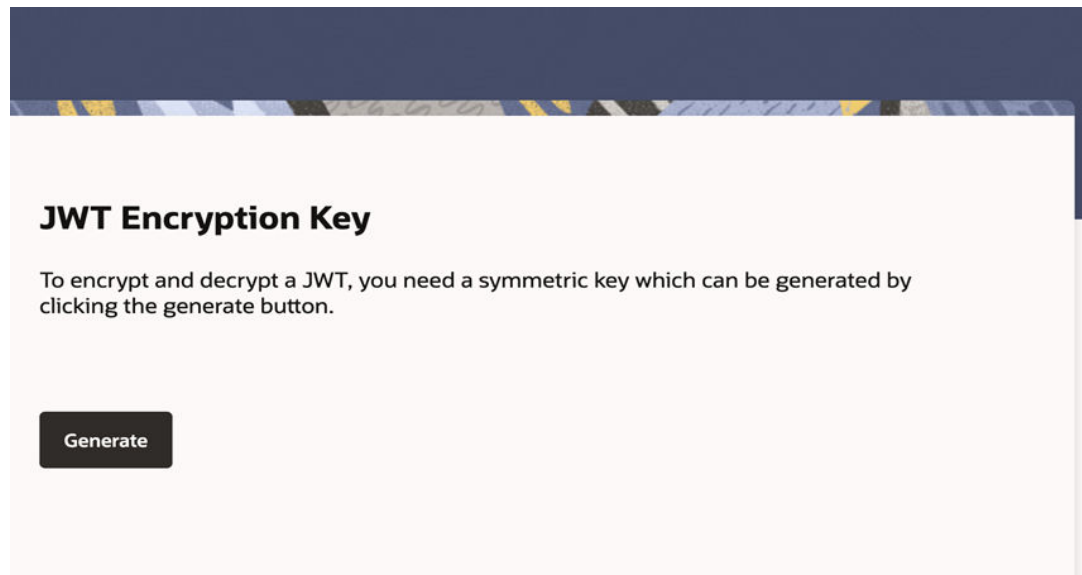 JWT Encryption Key
To encrypt and decrypt a JWT, you need a symmetric key which can be generated by
clicking the generate button.
Generate